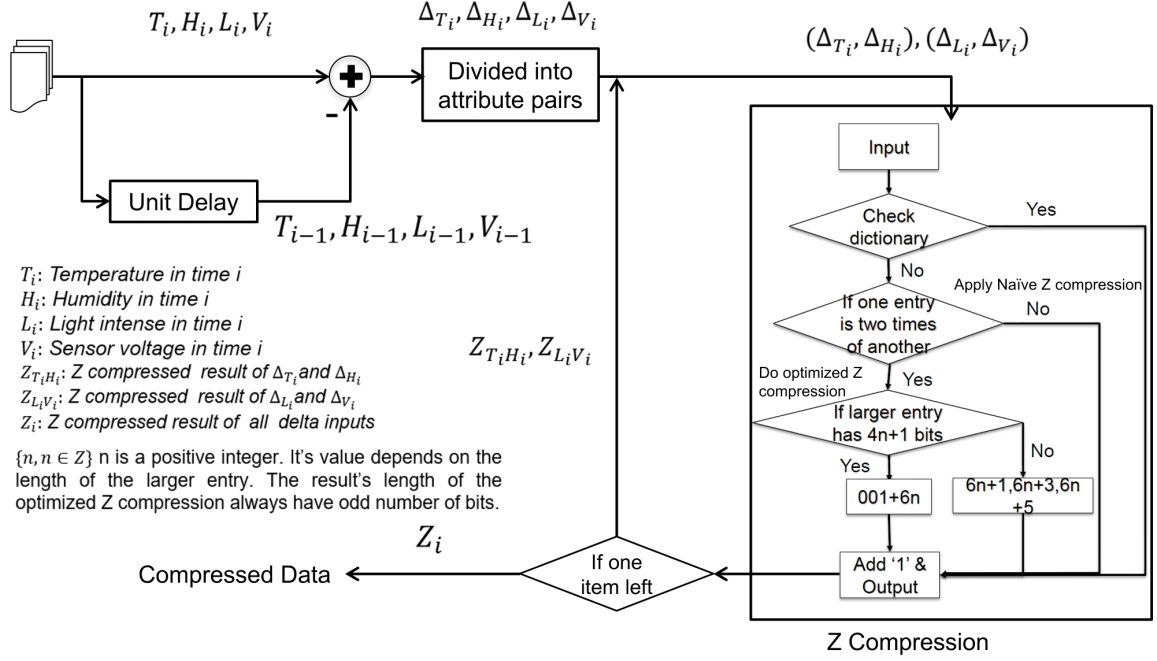 T_i, H_i, L_i, V_i
Δ_{T_i}, Δ_{H_i}, Δ_{L_i}, Δ_{V_i}
(Δ_{T_i}, Δ_{H_i}), (Δ_{L_i}, Δ_{V_i})
+
-
Divided into
attribute pairs
Unit Delay
T_{i−1}, H_{i−1}, L_{i−1}, V_{i−1}
Input
Check
dictionary
Yes
No
Apply Naïve Z compression
If one entry
is two times
of another
No
Yes
Do optimized Z
compression
If larger entry
has 4n+1 bits
Yes
No
001+6n
6n+1,6n+3,6n
+5
Add ‘1’ &
Output
Z Compression
T_i: Temperature in time i
H_i: Humidity in time i
L_i: Light intense in time i
V_i: Sensor voltage in time i
Z_{T_iH_i}: Z compressed result of Δ_{T_i} and Δ_{H_i}
Z_{L_iV_i}: Z compressed result of Δ_{L_i} and Δ_{V_i}
Z_i: Z compressed result of all delta inputs
{n, n ∈ Z} n is a positive integer. It’s value depends on the
length of the larger entry. The result’s length of the
optimized Z compression always have odd number of bits.
Z_{T_iH_i}, Z_{L_iV_i}
If one
item left
Z_i
Compressed Data